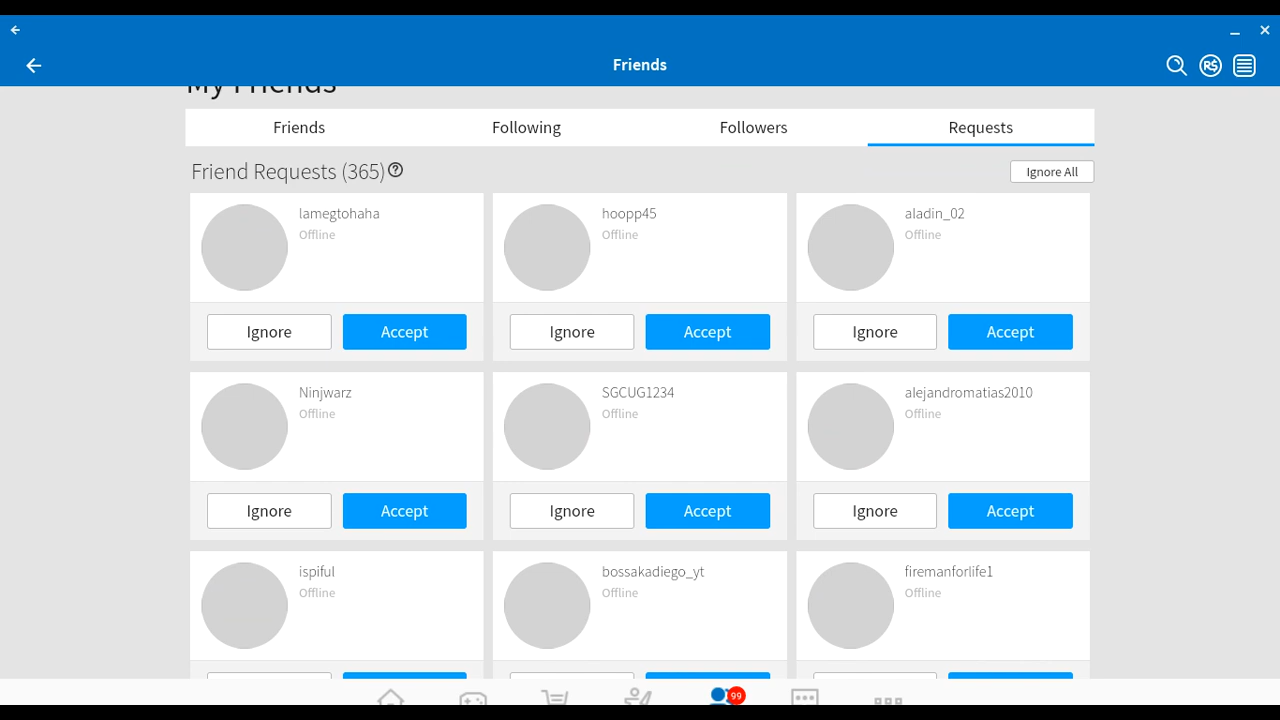 Friends
R$
My Friends
Friends Following Followers Requests
Friend Requests (365) ?
Ignore All
lamegtohaha hoopp45 aladin_02
Offline Offline Offline
Ignore Accept Ignore Accept Ignore Accept
Ninjwarz SGCUG1234 alejandromatias2010
Offline Offline Offline
Ignore Accept Ignore Accept Ignore Accept
ispiful bossakadiego_yt firemanforlife1
Offline Offline Offline
99